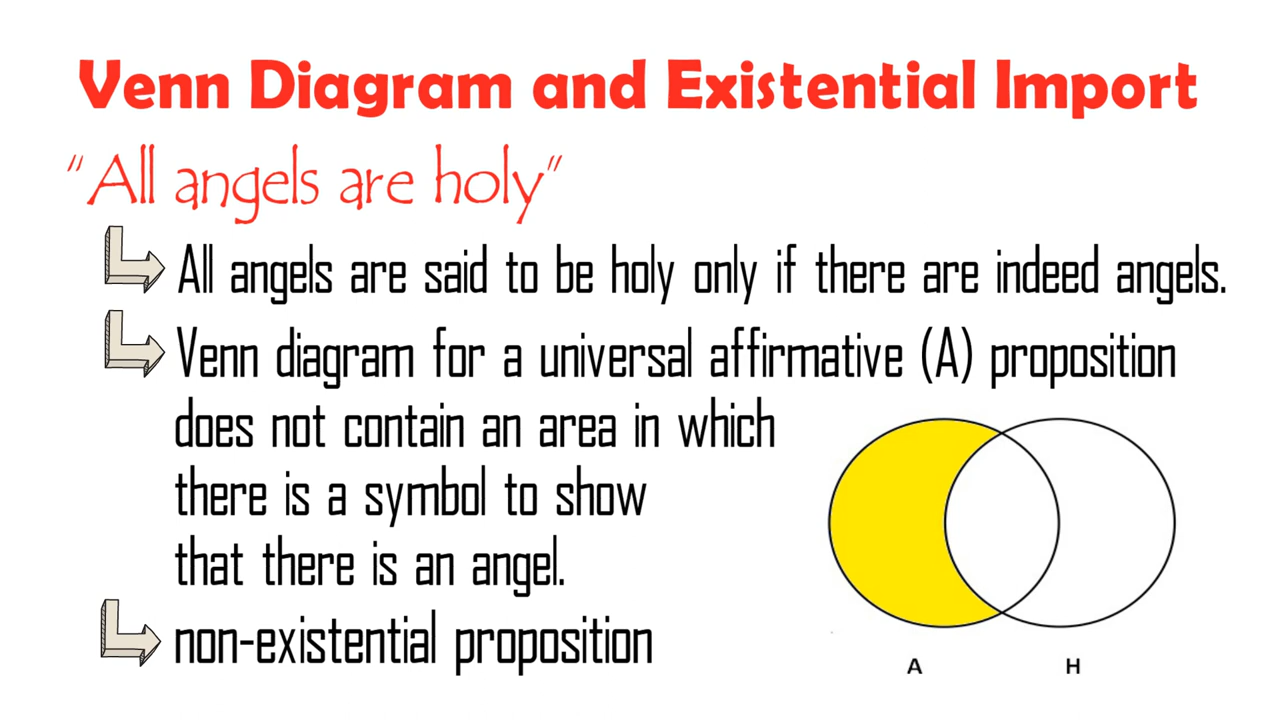 Venn Diagram and Existential Import
"All angels are holy"
All angels are said to be holy only if there are indeed angels.
Venn diagram for a universal affirmative (A) proposition
does not contain an area in which
there is a symbol to show
that there is an angel.
non-existential proposition
A H